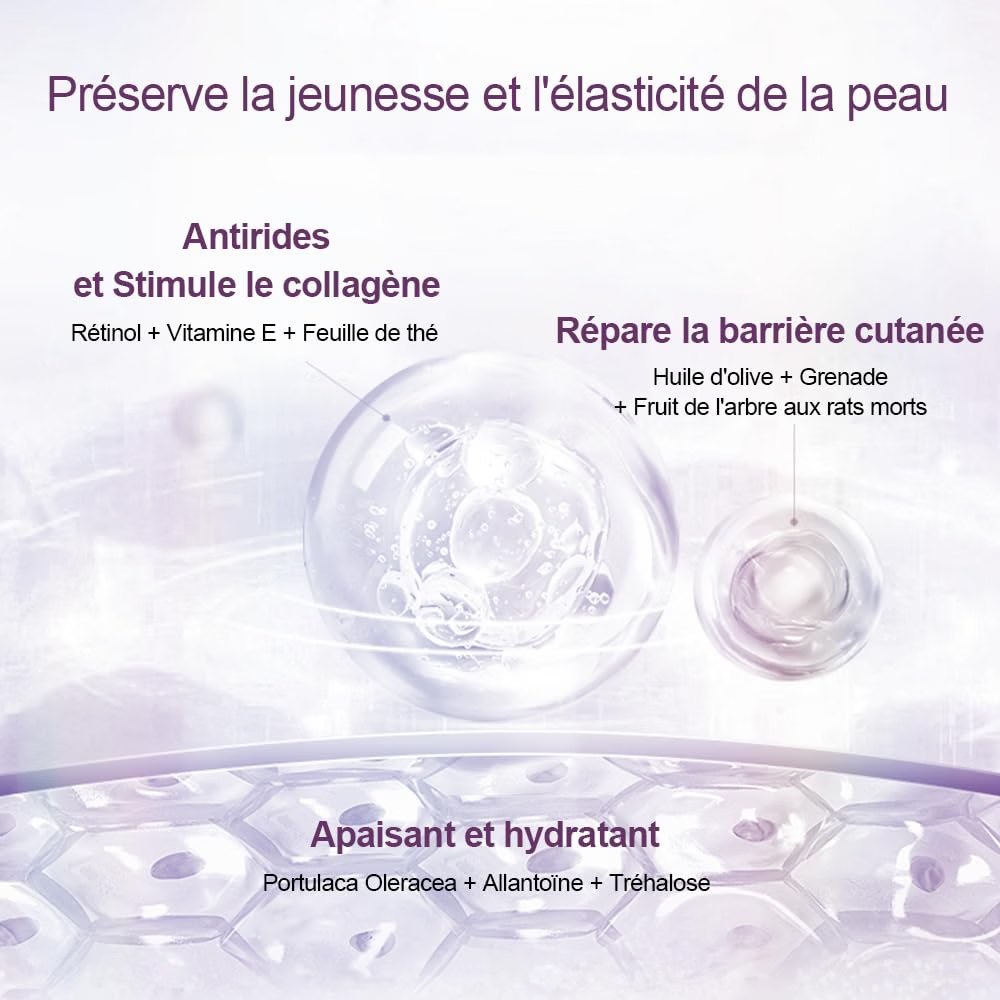 Préserve la jeunesse et l'élasticité de la peau
Antirides
et Stimule le collagène
Rétinol + Vitamine E + Feuille de thé
Répare la barrière cutanée
Huile d'olive + Grenade
+ Fruit de l'arbre aux rats morts
Apaisant et hydratant
Portulaca Oleracea + Allantoïne + Tréhalose